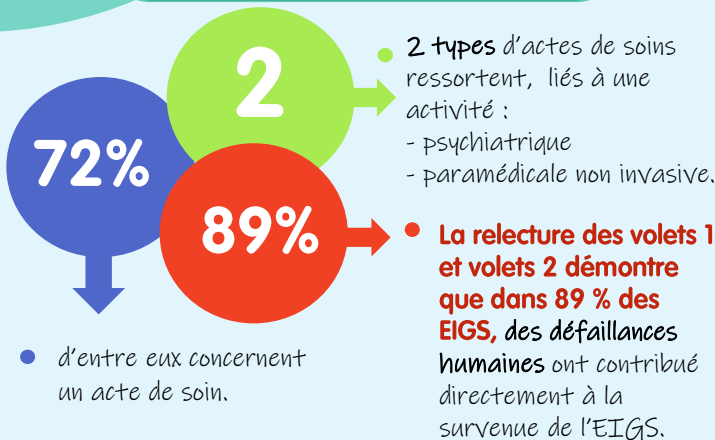 2
72%
89%
2 types d'actes de soins
ressortent, liés à une
activité :
- psychiatrique
- paramédicale non invasive.
La relecture des volets 1
et volets 2 démontre
que dans 89 % des
EIGS, des défaillances
humaines ont contribué
directement à la
survenue de l'EIGS.
d'entre eux concernent
un acte de soin.